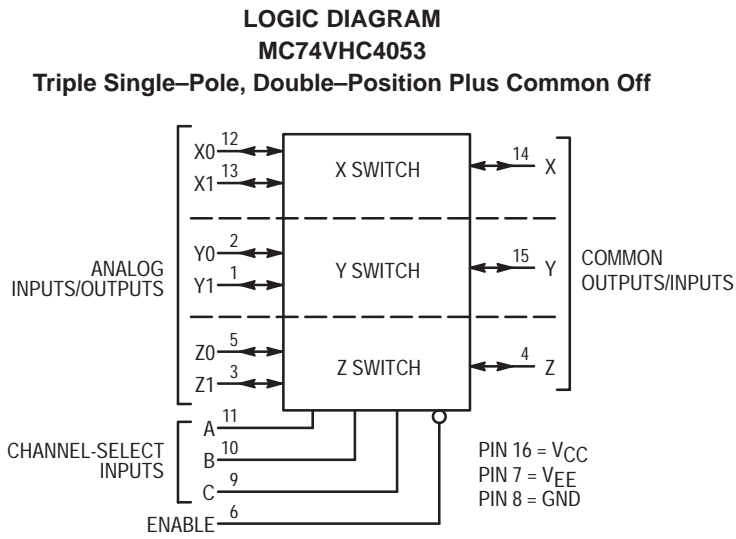 LOGIC DIAGRAM
MC74VHC4053
Triple Single–Pole, Double–Position Plus Common Off
X0 12
X1 13
X SWITCH
14 X
Y0 2
Y1 1
Y SWITCH
15 Y
Z0 5
Z1 3
Z SWITCH
4 Z
ANALOG
INPUTS/OUTPUTS
COMMON
OUTPUTS/INPUTS
CHANNEL-SELECT
INPUTS
A 11
B 10
C 9
ENABLE 6
PIN 16 = VCC
PIN 7 = VEE
PIN 8 = GND